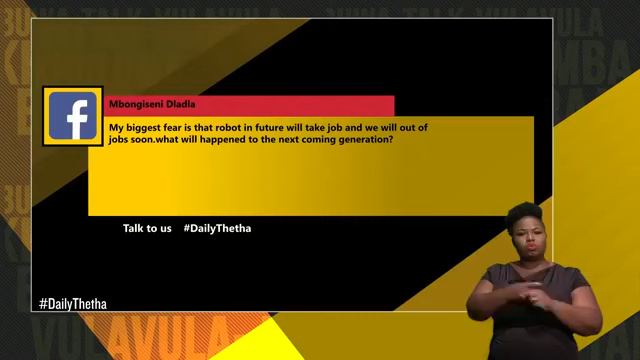 Mbongiseni Dladla
My biggest fear is that robot in future will take job and we will out of
jobs soon.what will happened to the next coming generation?
Talk to us #DailyThetha
#DailyThetha
VULAVULA